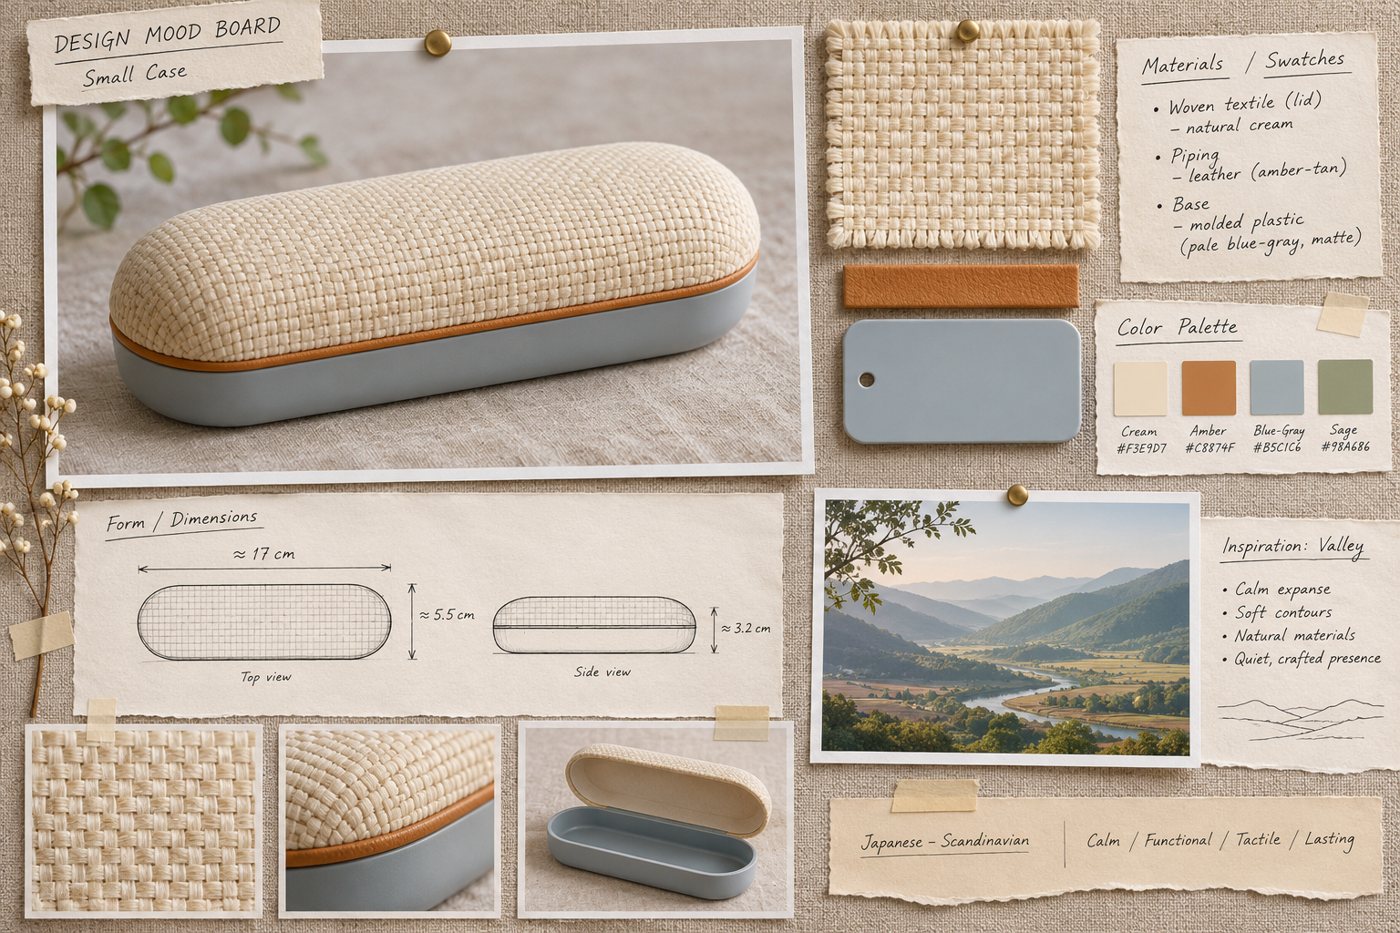 DESIGN MOOD BOARD
Small Case
Materials / Swatches
• Woven textile (lid)
– natural cream
• Piping
– leather (amber-tan)
• Base
– molded plastic
(pale blue-gray, matte)
Color Palette
Cream Amber Blue-Gray Sage
#F3E9D7 #C8874F #B5C1C6 #98A686
Form / Dimensions
≈ 17 cm
≈ 5.5 cm
≈ 3.2 cm
Top view
Side view
Inspiration: Valley
• Calm expanse
• Soft contours
• Natural materials
• Quiet, crafted presence
Japanese – Scandinavian | Calm / Functional / Tactile / Lasting